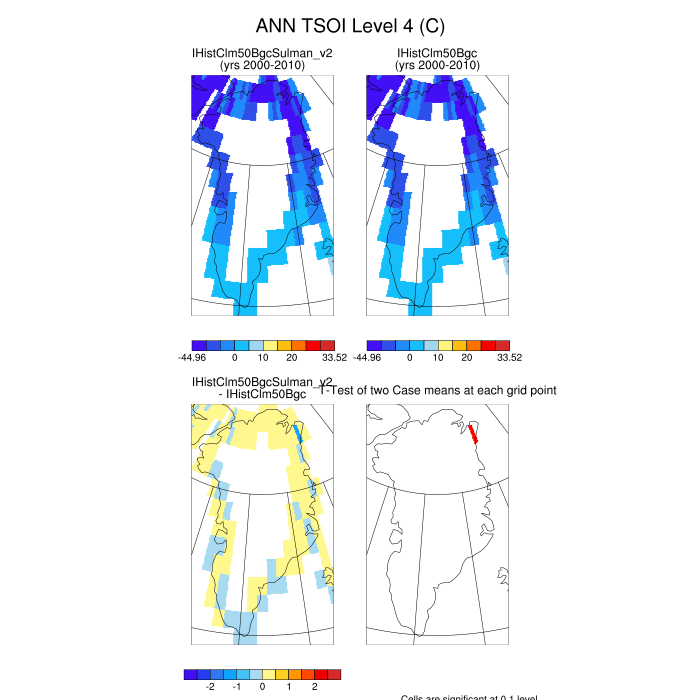 ANN TSOI Level 4 (C)
IHistClm50BgcSulman_v2
(yrs 2000-2010)
IHistClm50Bgc
(yrs 2000-2010)
-44.96 0 10 20 33.52
-44.96 0 10 20 33.52
IHistClm50BgcSulman_v2
- IHistClm50Bgc
T-Test of two Case means at each grid point
-2 -1 0 1 2
Cells are significant at 0.1 level